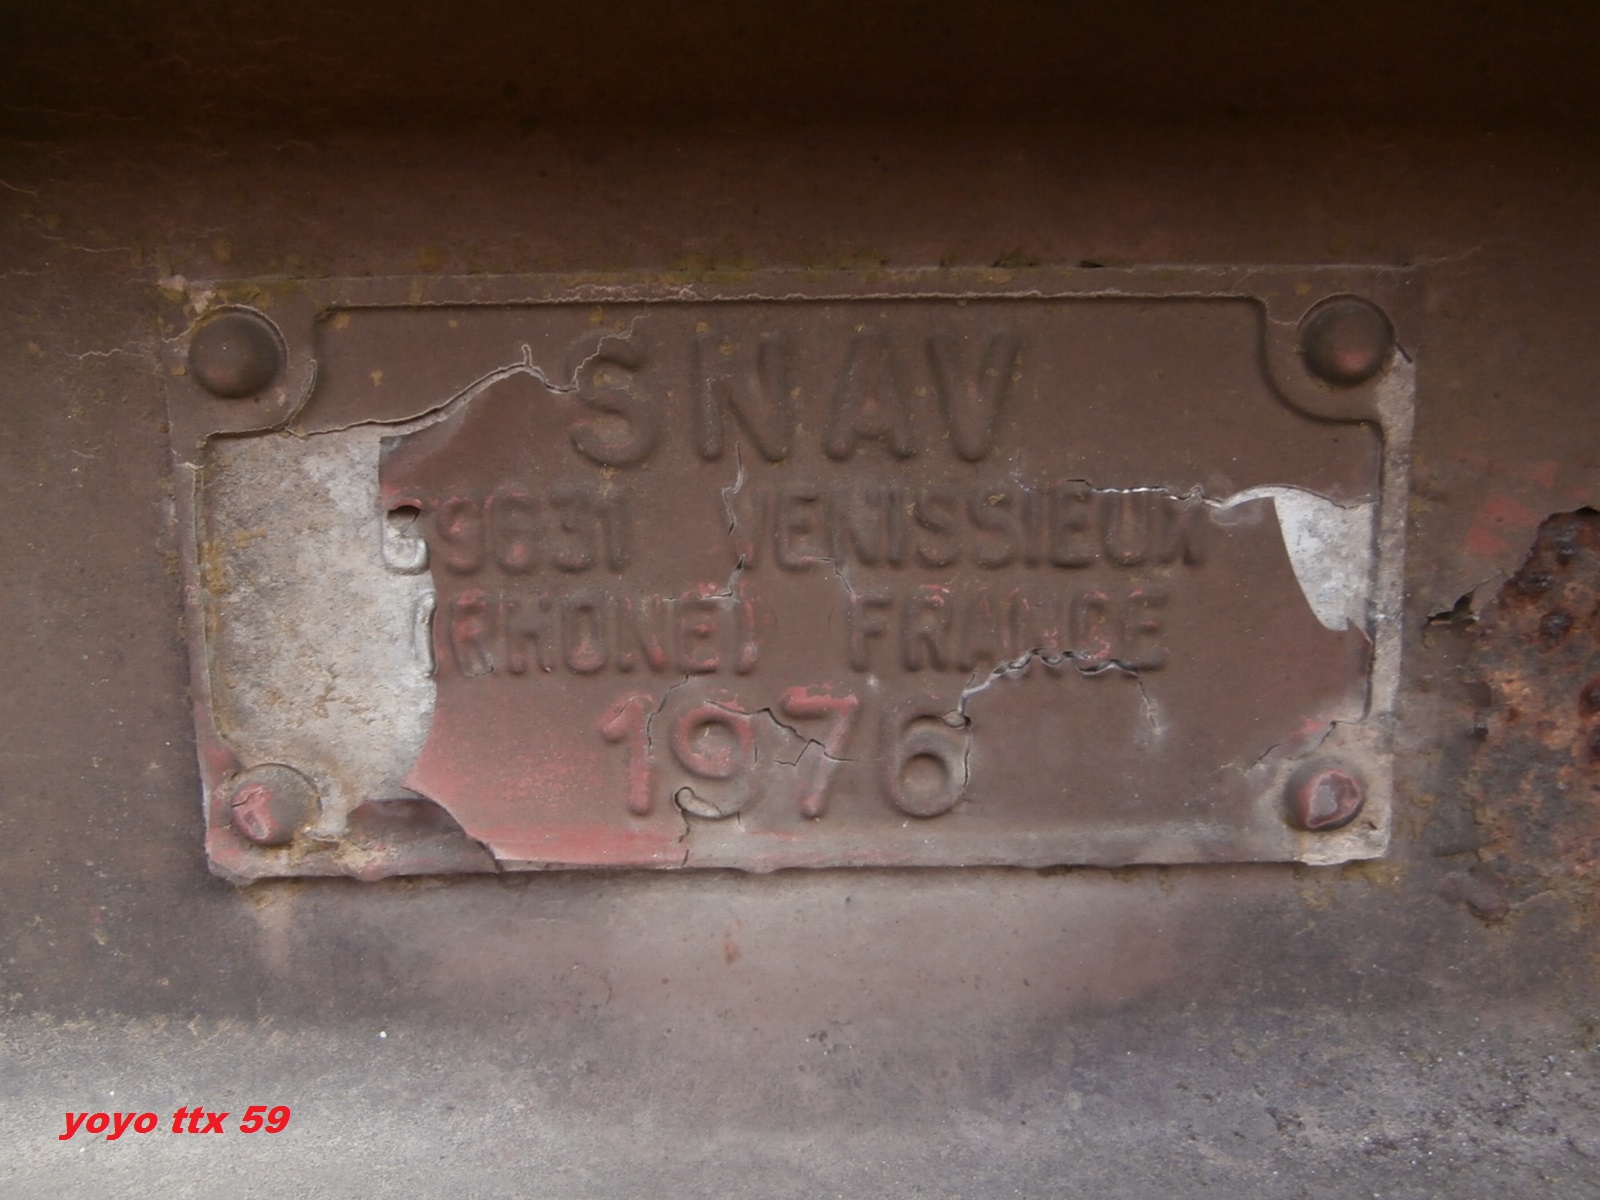 SNAV
69631 VENISSIEUX
(RHONE) FRANCE
1976
yoyo ttx 59